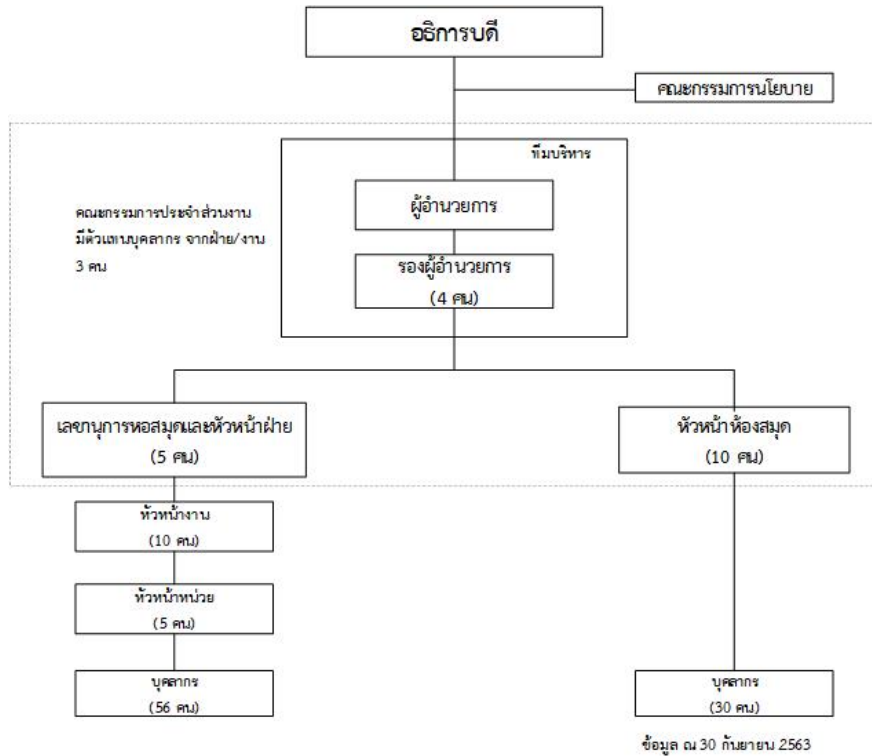 อธิการบดี
คณะกรรมการนโยบาย
ทีมบริหาร
ผู้อำนวยการ
คณะกรรมการประจำส่วนงาน
มีตัวแทนบุคลากร จากฝ่าย/งาน
3 คน
รองผู้อำนวยการ
(4 คน)
เลขานุการหอสมุดและหัวหน้าฝ่าย
(5 คน)
หัวหน้าห้องสมุด
(10 คน)
หัวหน้างาน
(10 คน)
หัวหน้าหน่วย
(5 คน)
บุคลากร
(56 คน)
บุคลากร
(30 คน)
ข้อมูล ณ 30 กันยายน 2563